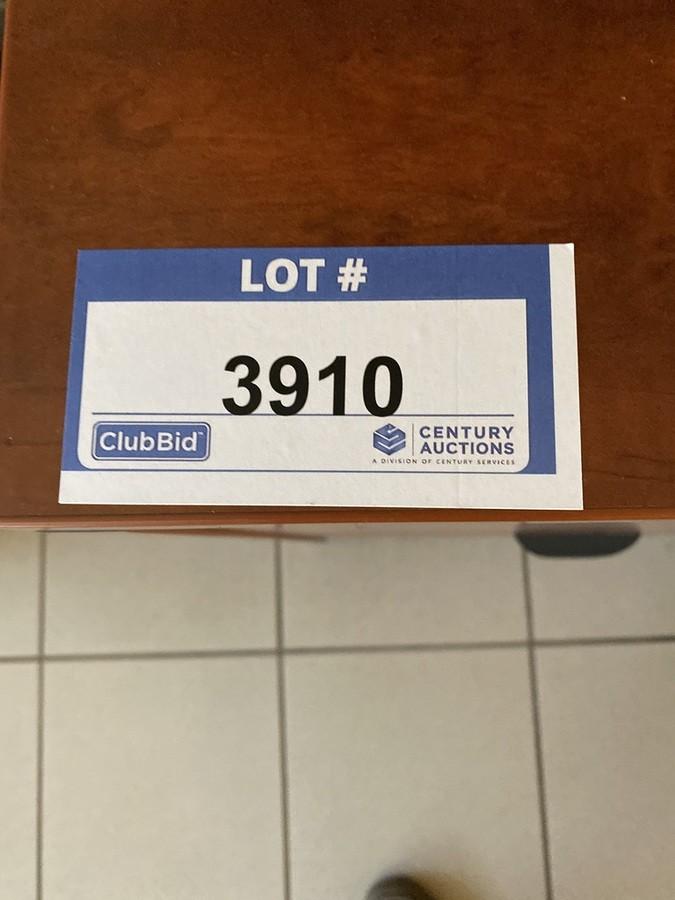 LOT #
3910
ClubBid™
CENTURY
AUCTIONS
A DIVISION OF CENTURY SERVICES